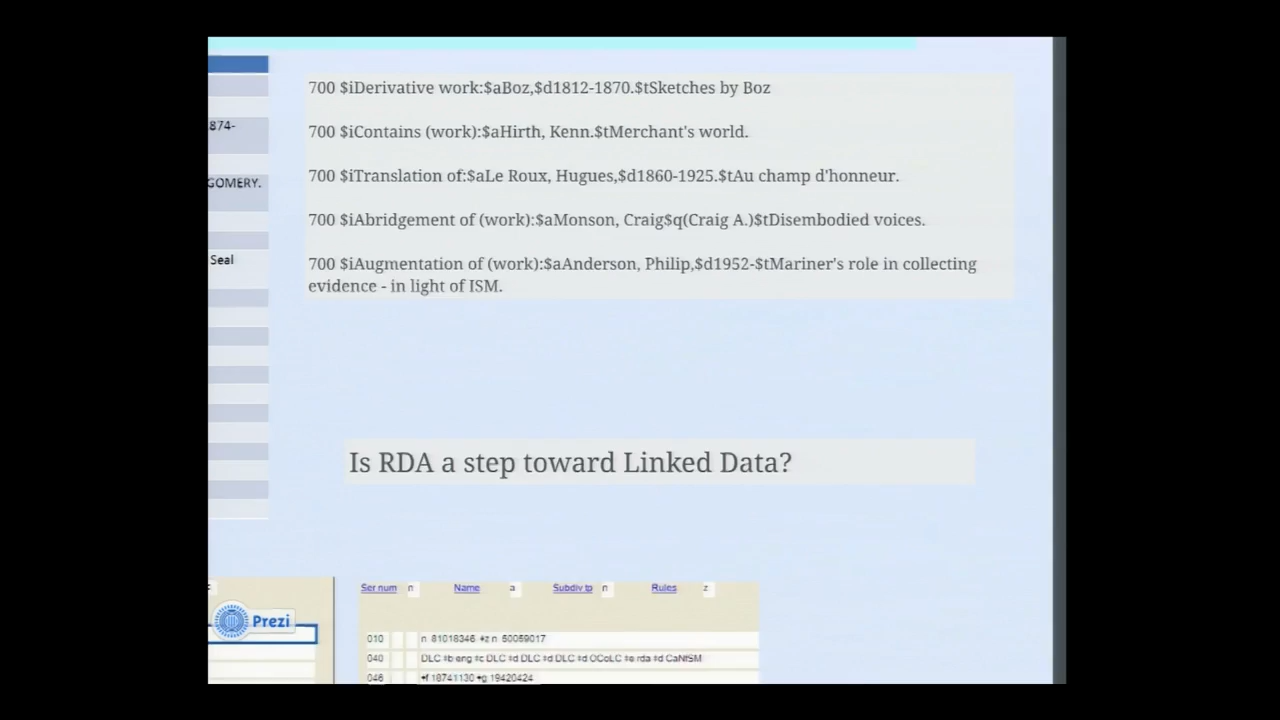 700 $iDerivative work:$aBoz,$d1812-1870.$tSketches by Boz
874-
700 $iContains (work):$aHirth, Kenn.$tMerchant's world.
700 $iTranslation of:$aLe Roux, Hugues,$d1860-1925.$tAu champ d'honneur.
GOMERY.
700 $iAbridgement of (work):$aMonson, Craig$q(Craig A.)$tDisembodied voices.
Seal
700 $iAugmentation of (work):$aAnderson, Philip,$d1952-$tMariner's role in collecting
evidence - in light of ISM.
Is RDA a step toward Linked Data?
Ser num n Name a Subdiv tp n Rules z
Prezi
010 n 81018346 ‡z n 50059017
040 DLC ‡b eng ‡c DLC ‡d DLC ‡d DLC ‡d OCoLC ‡e rda ‡d CaNfSM
046 ‡f 18741130 ‡g 19420424